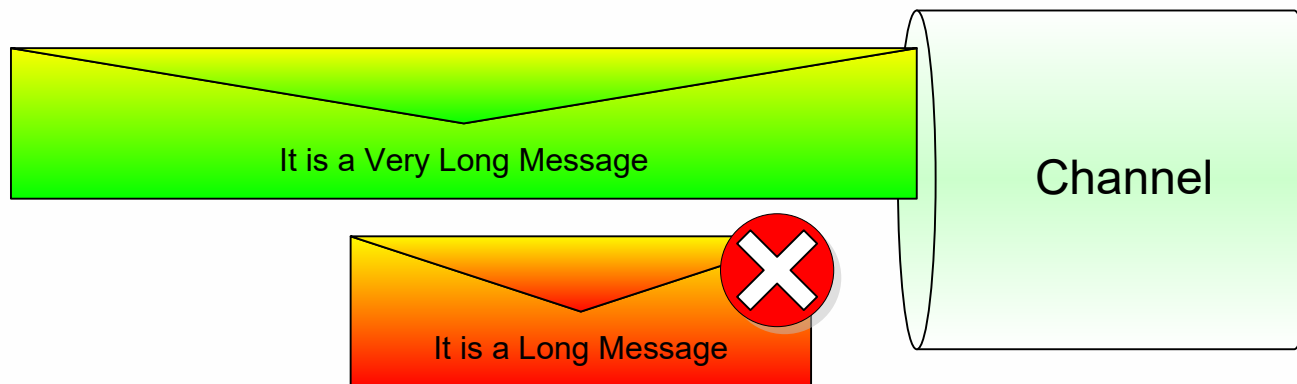 It is a Very Long Message
Channel
It is a Long Message